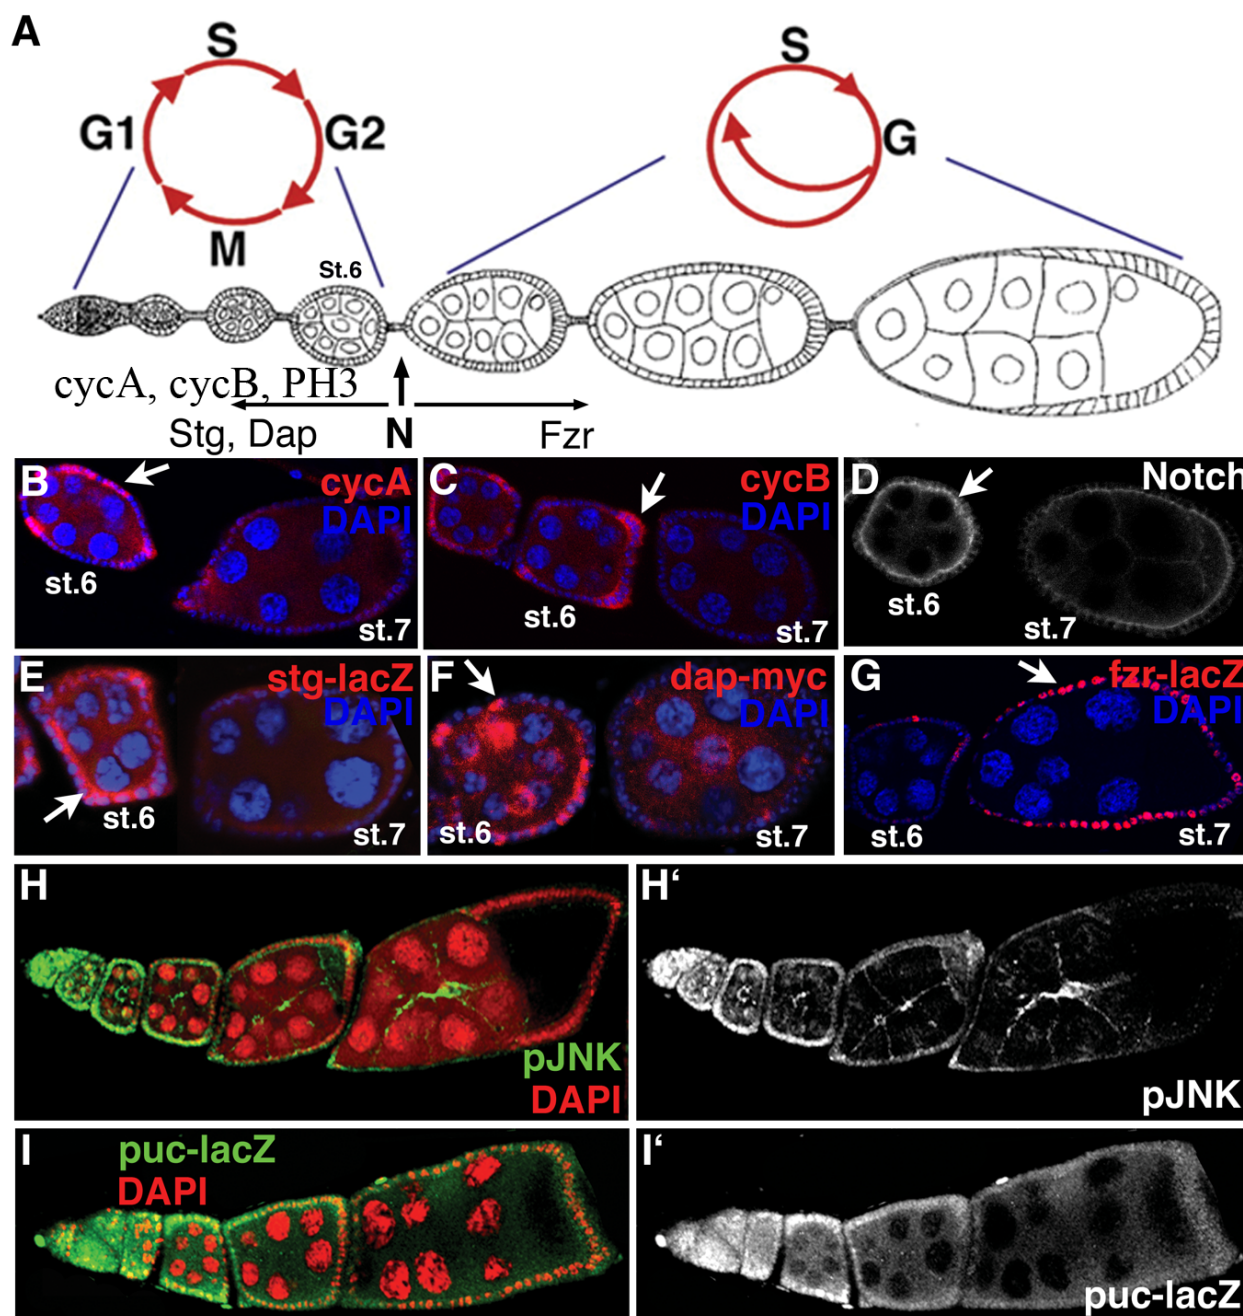 A
S
G1
G2
M
S
G
St.6
cycA, cycB, PH3
Stg, Dap
N
Fzr
B
cycA
DAPI
st.6
st.7
C
cycB
DAPI
st.6
st.7
D
Notch
st.6
st.7
E
stg-lacZ
DAPI
st.6
st.7
F
dap-myc
DAPI
st.6
st.7
G
fzr-lacZ
DAPI
st.6
st.7
H
pJNK
DAPI
H‘
pJNK
I
puc-lacZ
DAPI
I‘
puc-lacZ